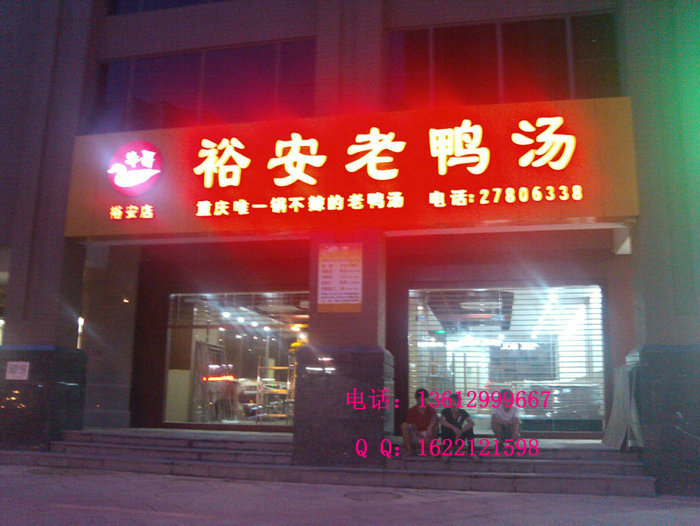 裕安老鸭汤
裕安店
重庆唯一锅不辣的老鸭汤 电话:27806338
电话: 13612999667
Q Q: 1622121598